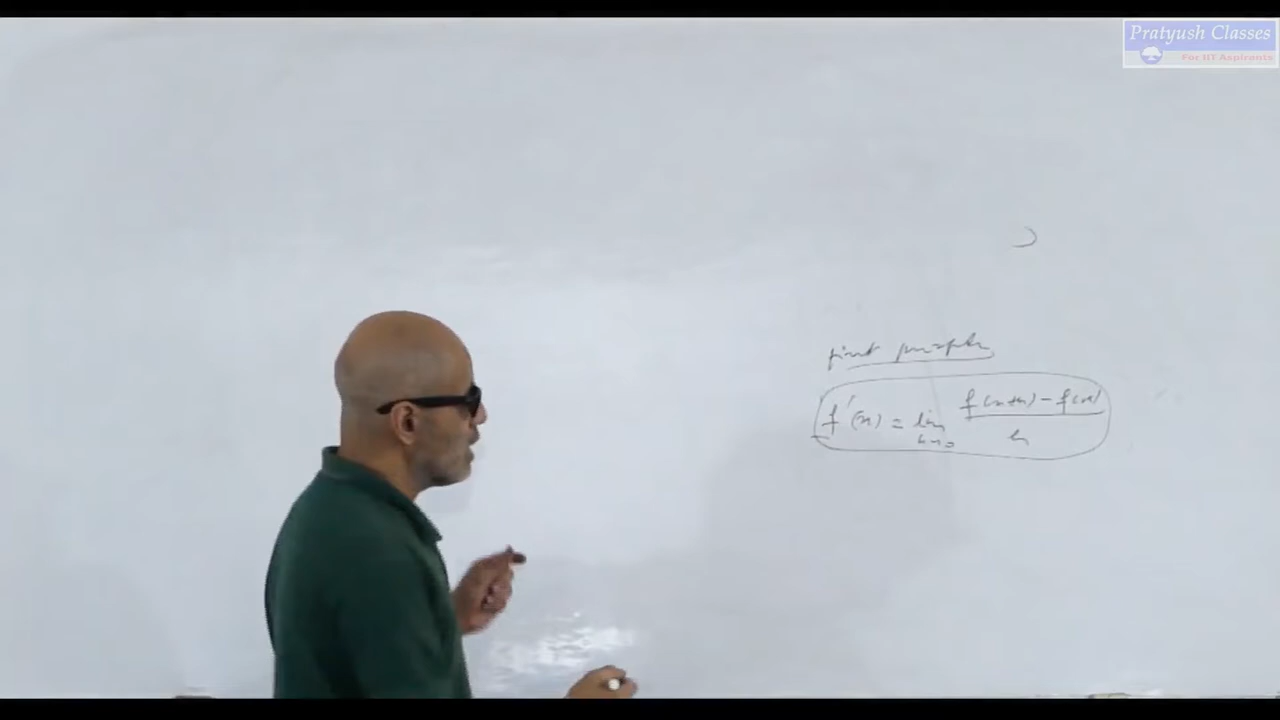 Pratyush Classes
For IIT Aspirants
first principle
f'(x) = lim h→0 f(x+h) - f(x) / h